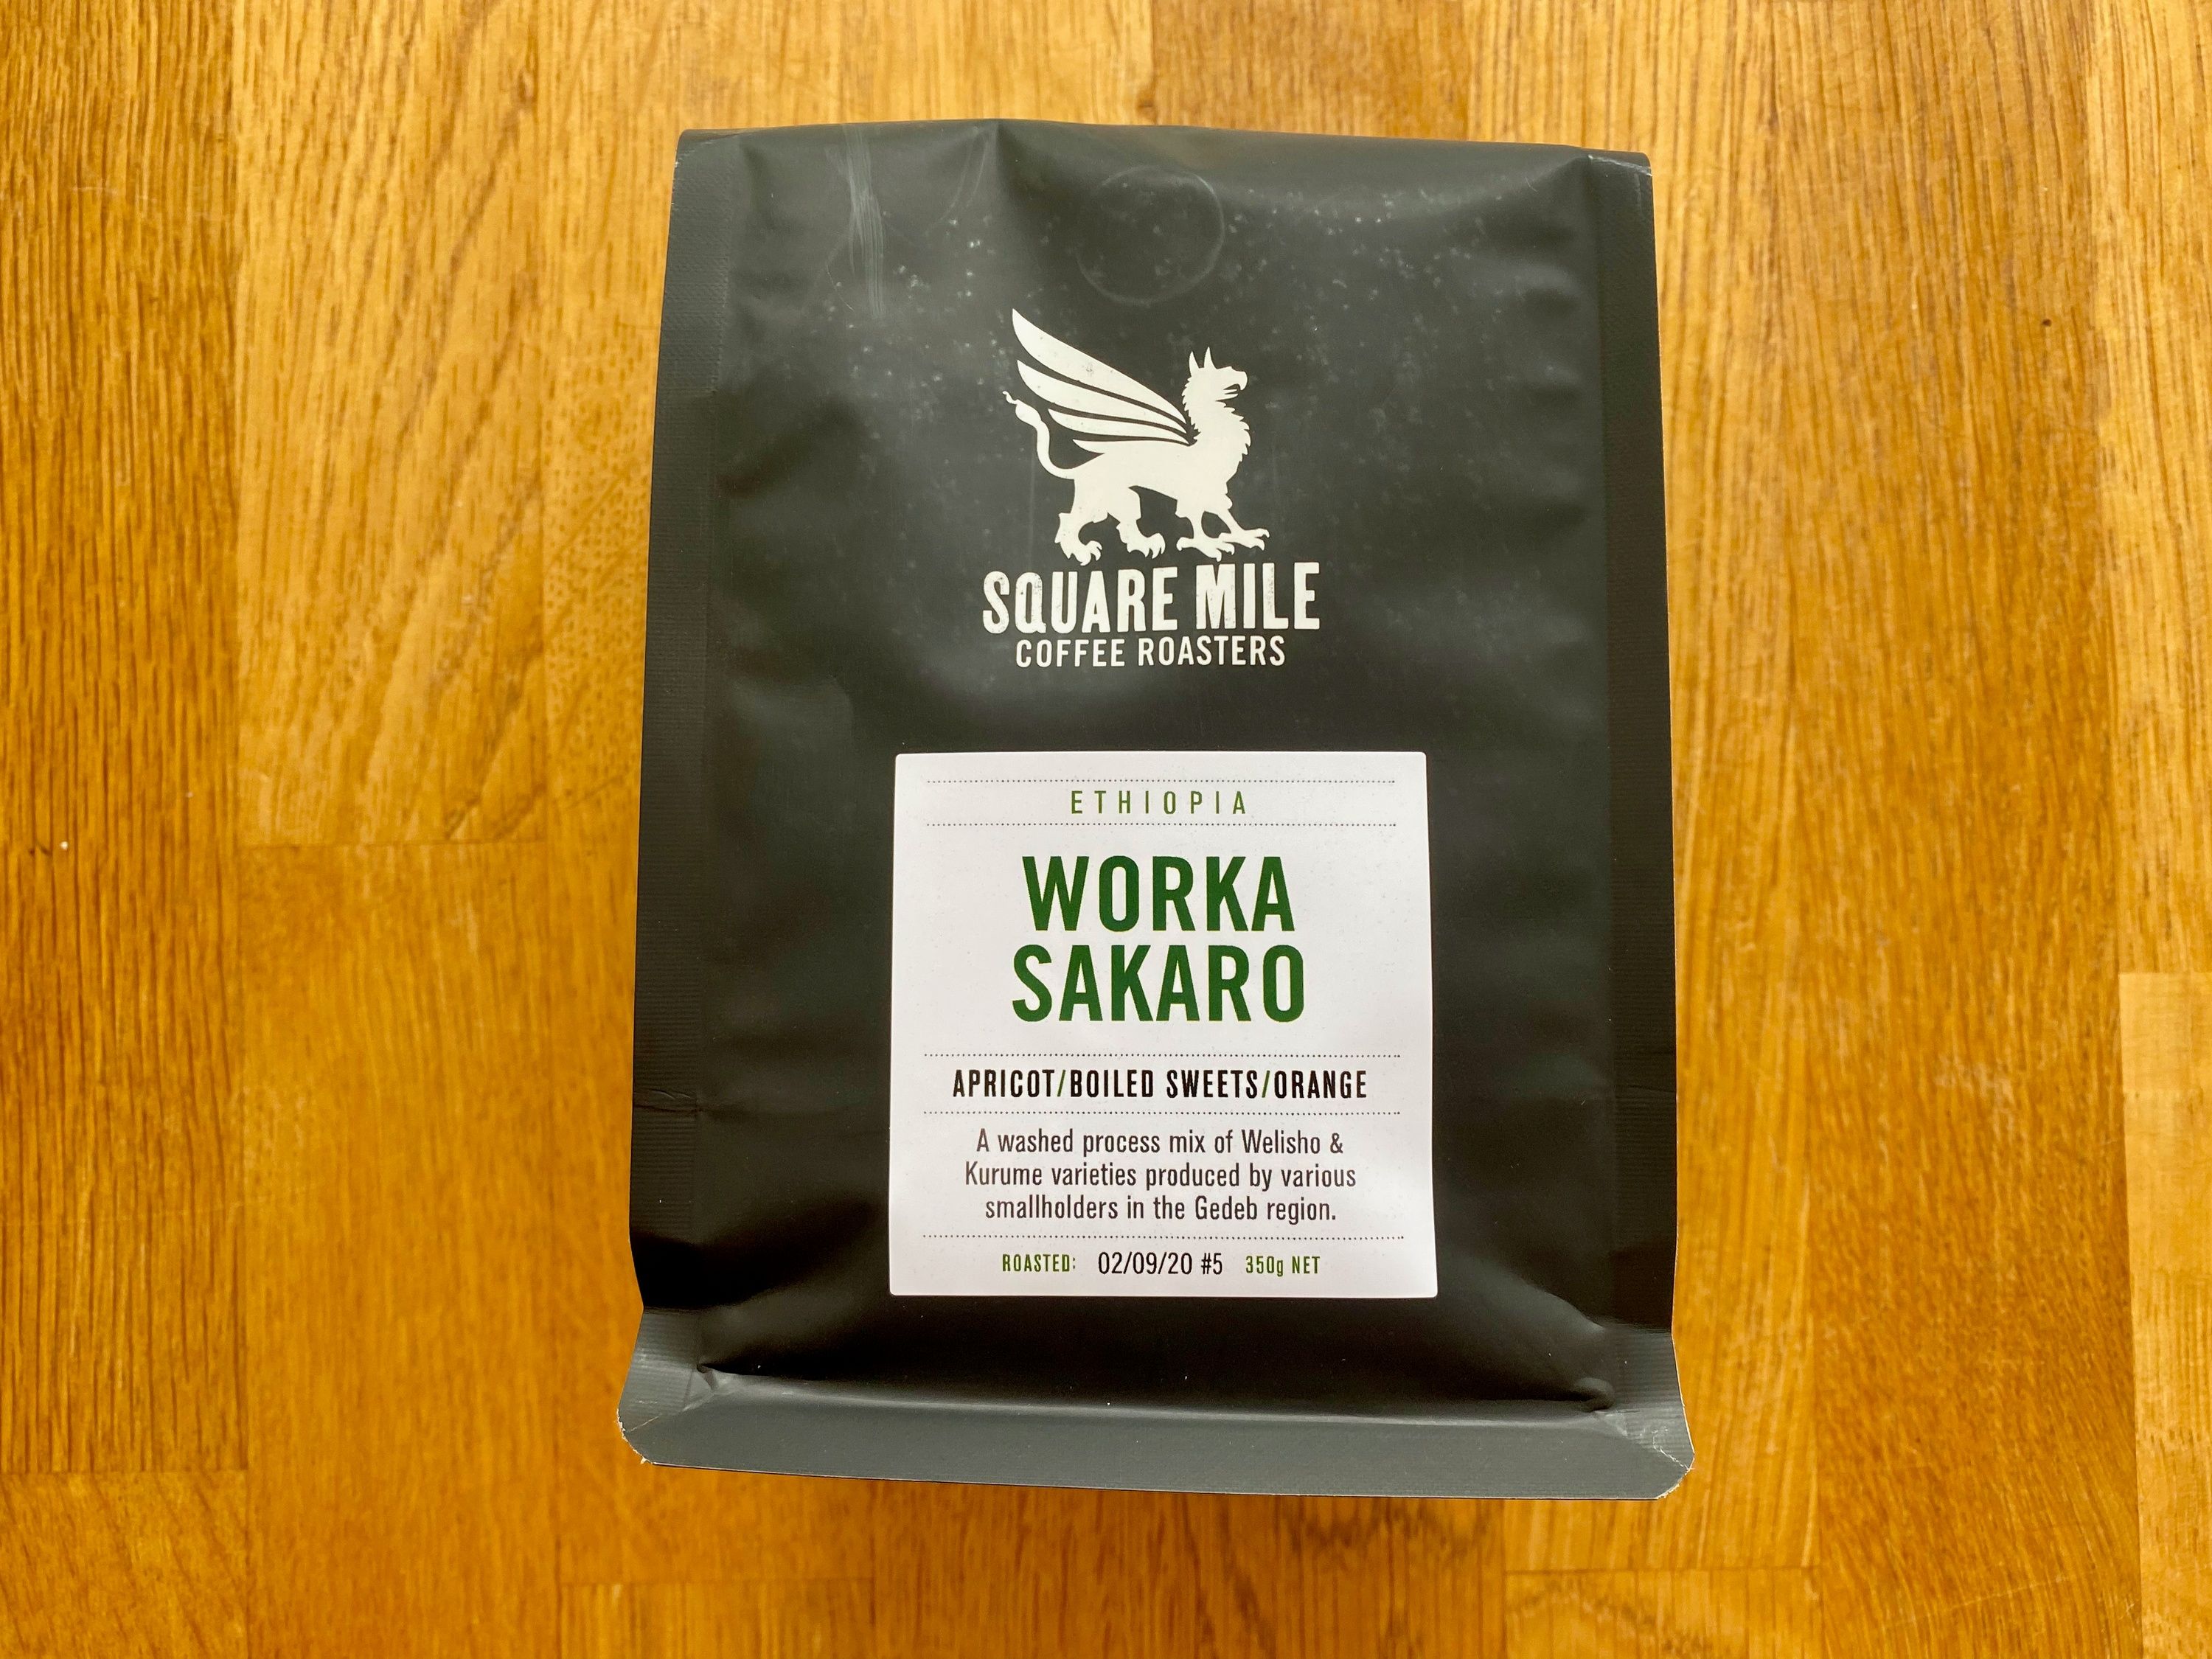 SQUARE MILE
COFFEE ROASTERS
ETHIOPIA
WORKA
SAKARO
APRICOT/BOILED SWEETS/ORANGE
A washed process mix of Welisho &
Kurume varieties produced by various
smallholders in the Gedeb region.
ROASTED: 02/09/20 #5 350g NET